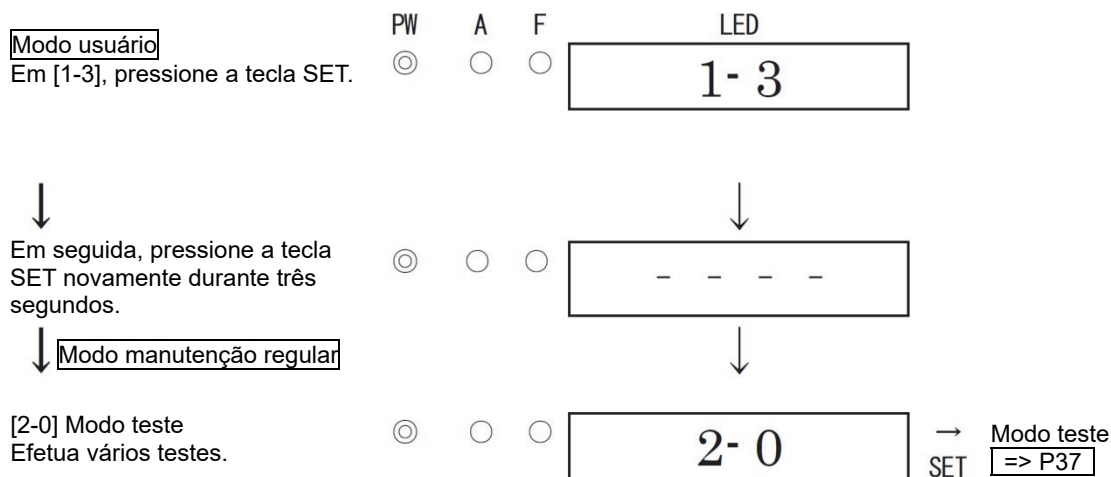 PW A F LED
Modo usuário
Em [1-3], pressione a tecla SET.
1- 3
Em seguida, pressione a tecla
SET novamente durante três
segundos.
- - - -
Modo manutenção regular
[2-0] Modo teste
Efetua vários testes.
2- 0
→ Modo teste
SET => P37